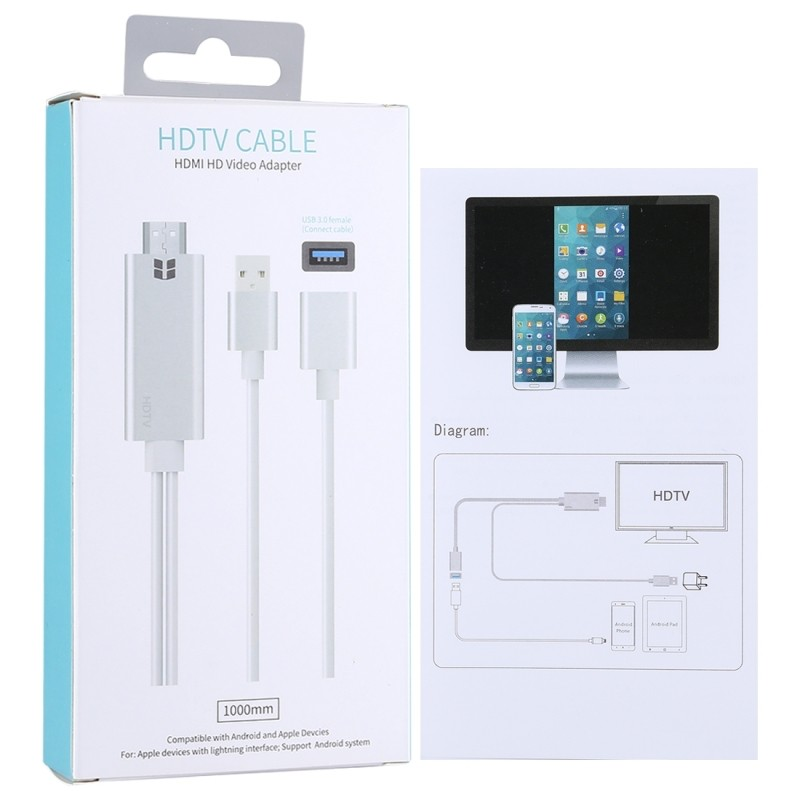 HDTV CABLE
HDMI HD Video Adapter
USB 3.0 female
(Connect cable)
HDTV
1000mm
Compatible with Android and Apple Devcies
For: Apple devices with lightning interface; Support Android system
Diagram:
HDTV
Android
Phone
Android Pad